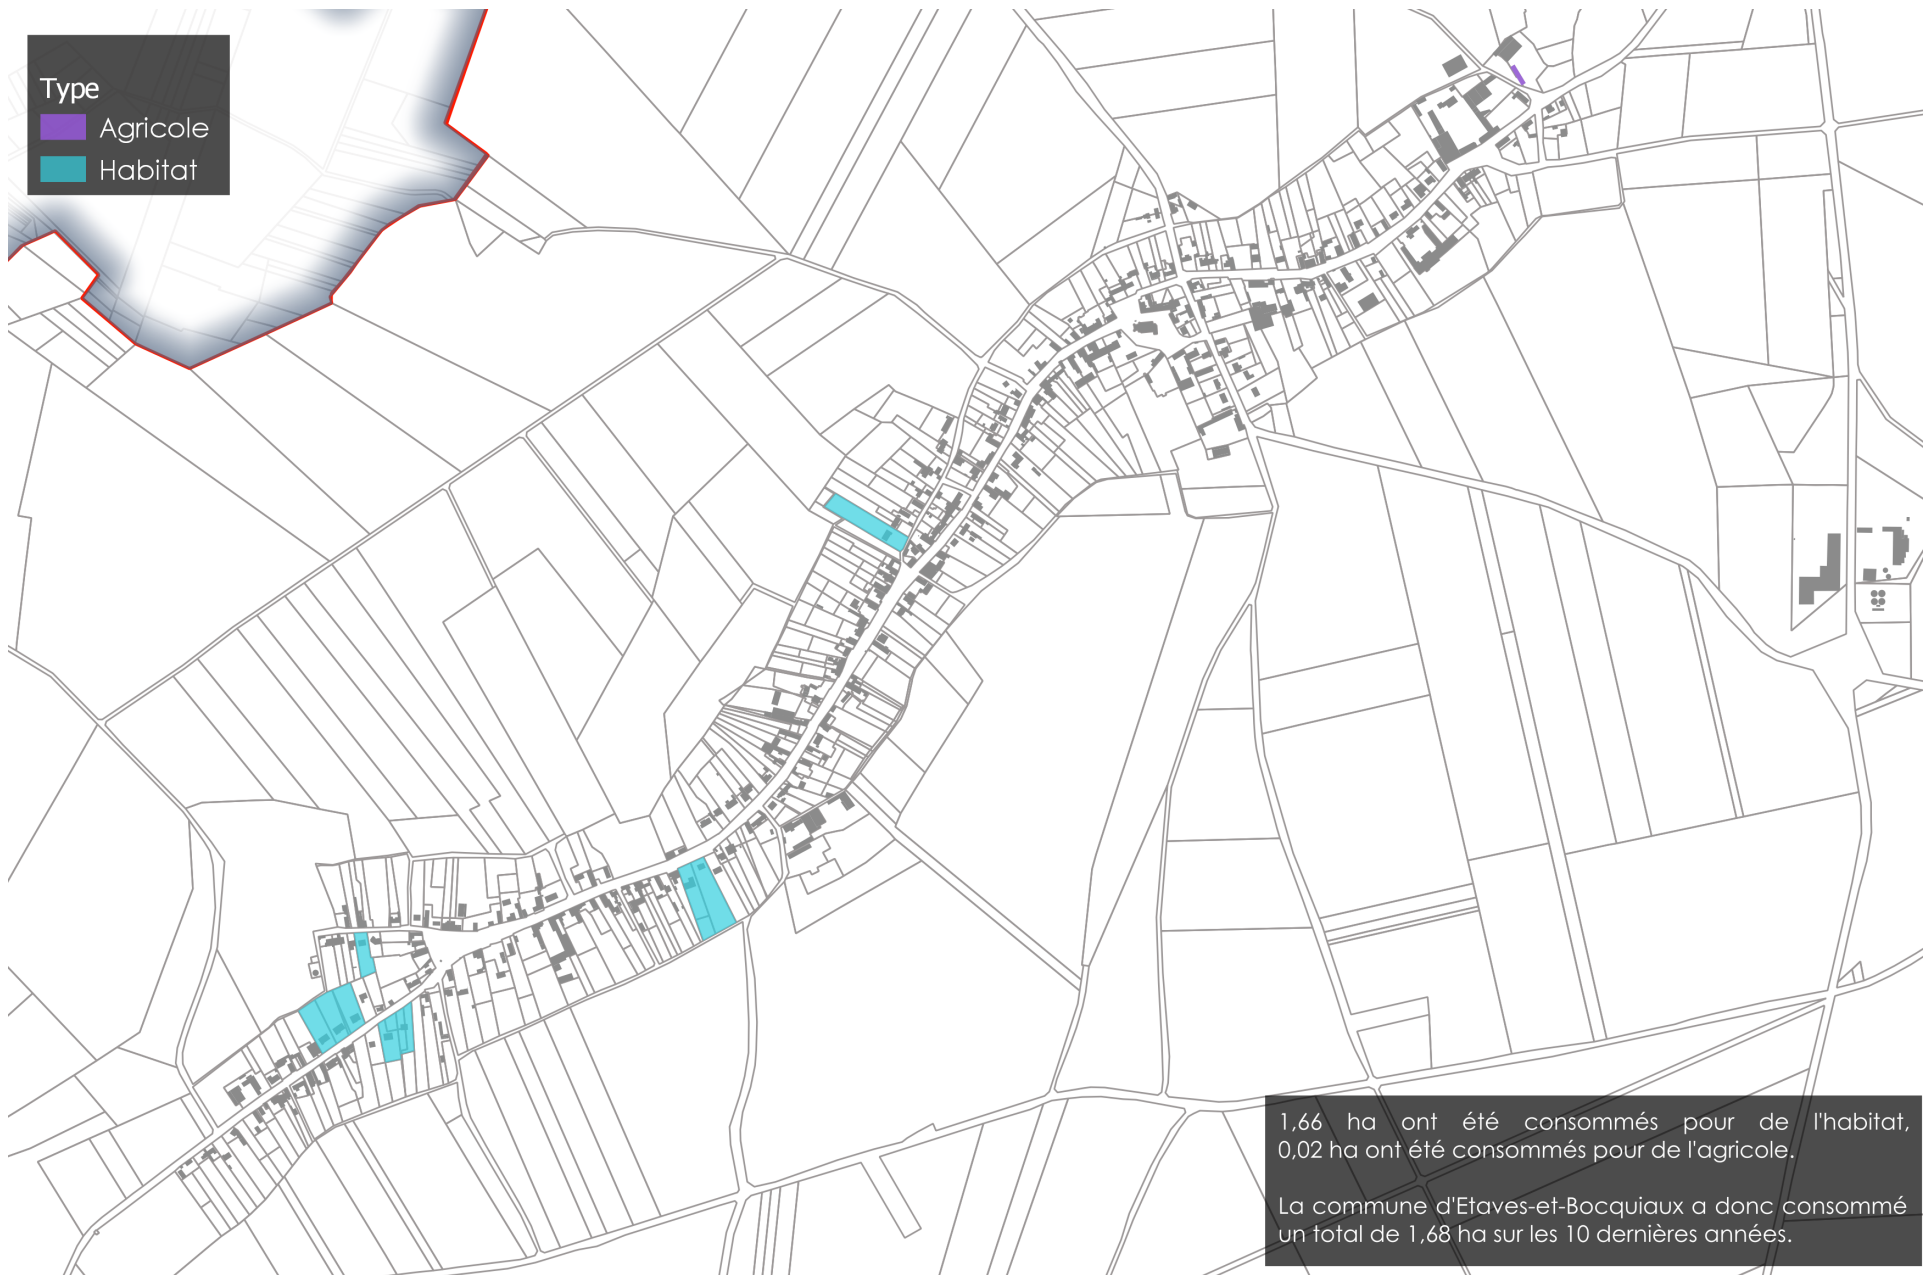 Type
Agricole
Habitat
1,66 ha ont été consommés pour de l'habitat,
0,02 ha ont été consommés pour de l'agricole.
La commune d'Etaves-et-Bocquiaux a donc consommé
un total de 1,68 ha sur les 10 dernières années.